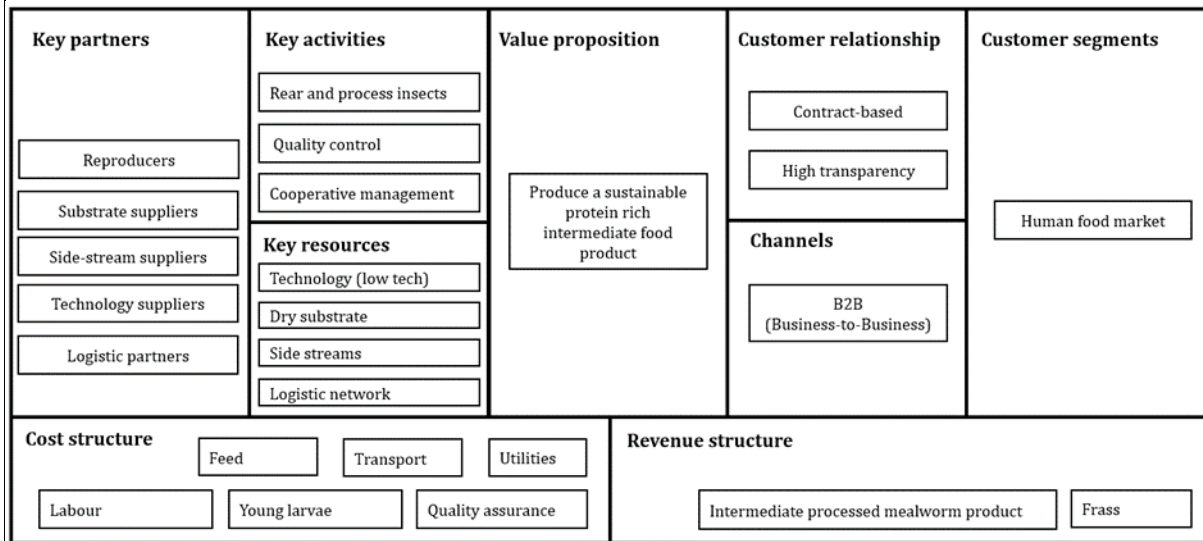 Key partners
Reproducers
Substrate suppliers
Side-stream suppliers
Technology suppliers
Logistic partners
Key activities
Rear and process insects
Quality control
Cooperative management
Key resources
Technology (low tech)
Dry substrate
Side streams
Logistic network
Value proposition
Produce a sustainable
protein rich
intermediate food
product
Customer relationship
Contract-based
High transparency
Channels
B2B
(Business-to-Business)
Customer segments
Human food market
Cost structure
Feed
Transport
Utilities
Labour
Young larvae
Quality assurance
Revenue structure
Intermediate processed mealworm product
Frass